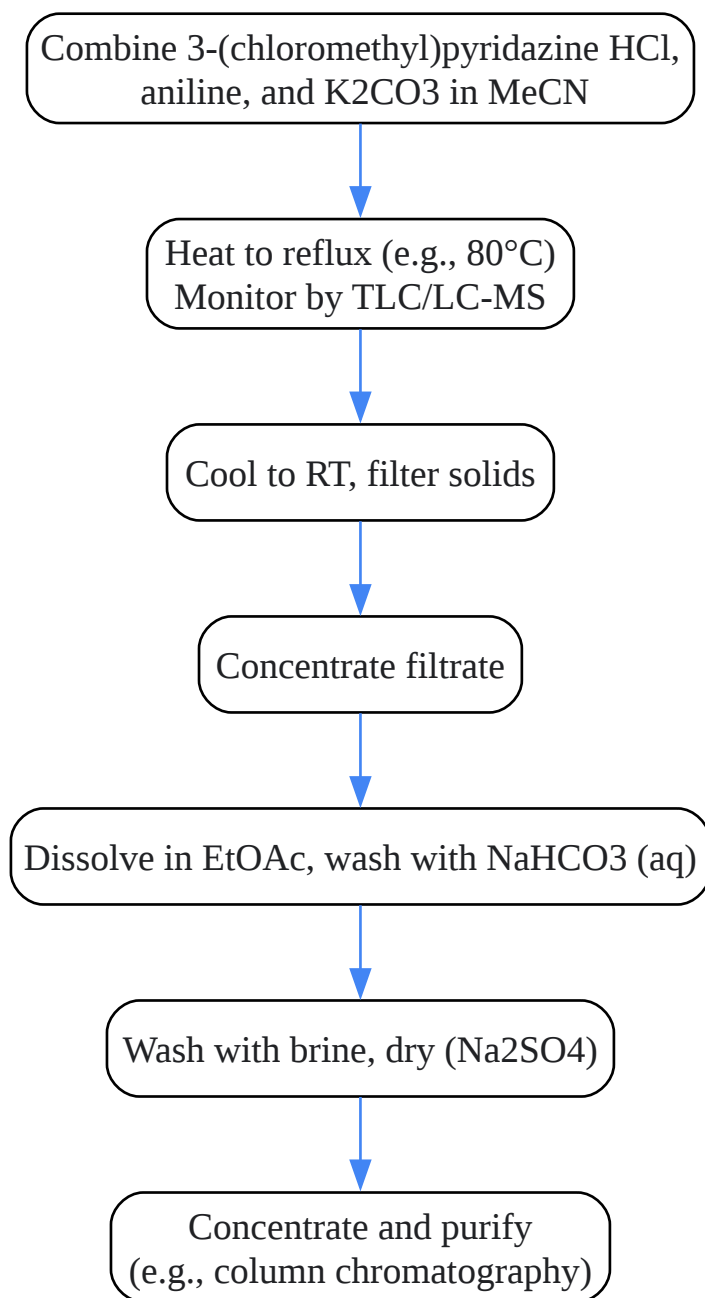 Combine 3-(chloromethyl)pyridazine HCl,
aniline, and K2CO3 in MeCN
Heat to reflux (e.g., 80°C)
Monitor by TLC/LC-MS
Cool to RT, filter solids
Concentrate filtrate
Dissolve in EtOAc, wash with NaHCO3 (aq)
Wash with brine, dry (Na2SO4)
Concentrate and purify
(e.g., column chromatography)